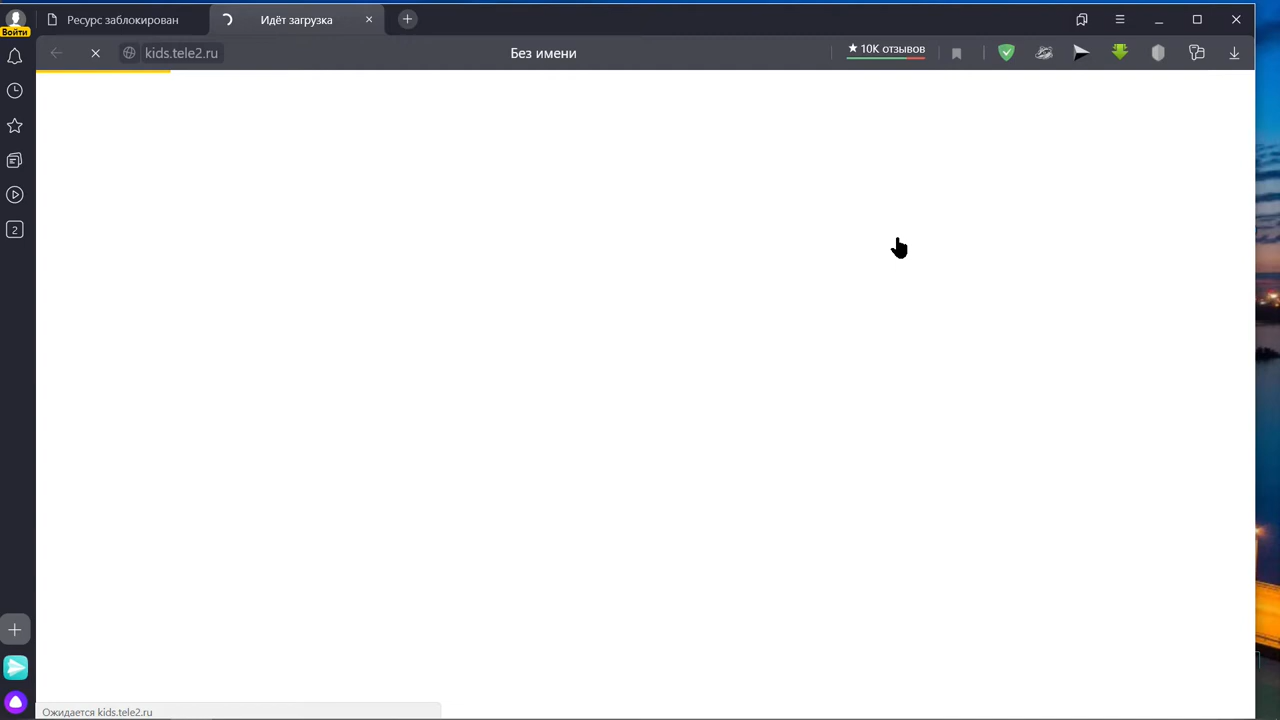 Ресурс заблокирован
Идёт загрузка
Войти
kids.tele2.ru
Без имени
★ 10K отзывов
2
Ожидается kids.tele2.ru